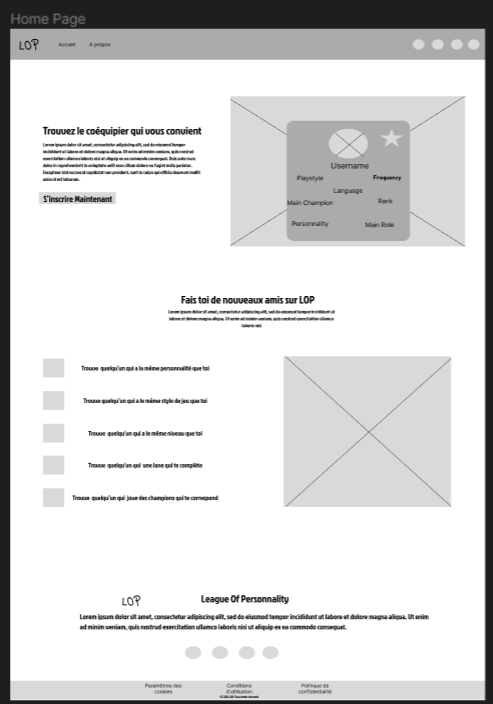 Home Page
LOP
Accueil A propos
Trouvez le coéquipier qui vous convient
Lorem ipsum dolor sit amet, consectetur adipiscing elit, sed do eiusmod tempor
incididunt ut labore et dolore magna aliqua. Ut enim ad minim veniam, quis nostrud
exercitation ullamco laboris nisi ut aliquip ex ea commodo consequat. Duis aute irure
dolor in reprehenderit in voluptate velit esse cillum dolore eu fugiat nulla pariatur.
Excepteur sint occaecat cupidatat non proident, sunt in culpa qui officia deserunt mollit
anim id est laborum.
S'inscrire Maintenant
Username
Playstyle Frequency
Language
Main Champion Rank
Personnality Main Role
Fais toi de nouveaux amis sur LOP
Lorem ipsum dolor sit amet, consectetur adipiscing elit, sed do eiusmod tempor incididunt ut
labore et dolore magna aliqua. Ut enim ad minim veniam, quis nostrud exercitation ullamco
laboris nisi
Trouve quelqu'un qui a la même personnalité que toi
Trouve quelqu'un qui a le même style de jeu que toi
Trouve quelqu'un qui a le même niveau que toi
Trouve quelqu'un qui une lane qui te complète
Trouve quelqu'un qui joue des champions qui te correspond
LOP
League Of Personnality
Lorem ipsum dolor sit amet, consectetur adipiscing elit, sed do eiusmod tempor incididunt ut labore et dolore magna aliqua. Ut enim
ad minim veniam, quis nostrud exercitation ullamco laboris nisi ut aliquip ex ea commodo consequat.
Paramètres des
cookies
Conditions
d'utilisation
Politique de
confidentialité